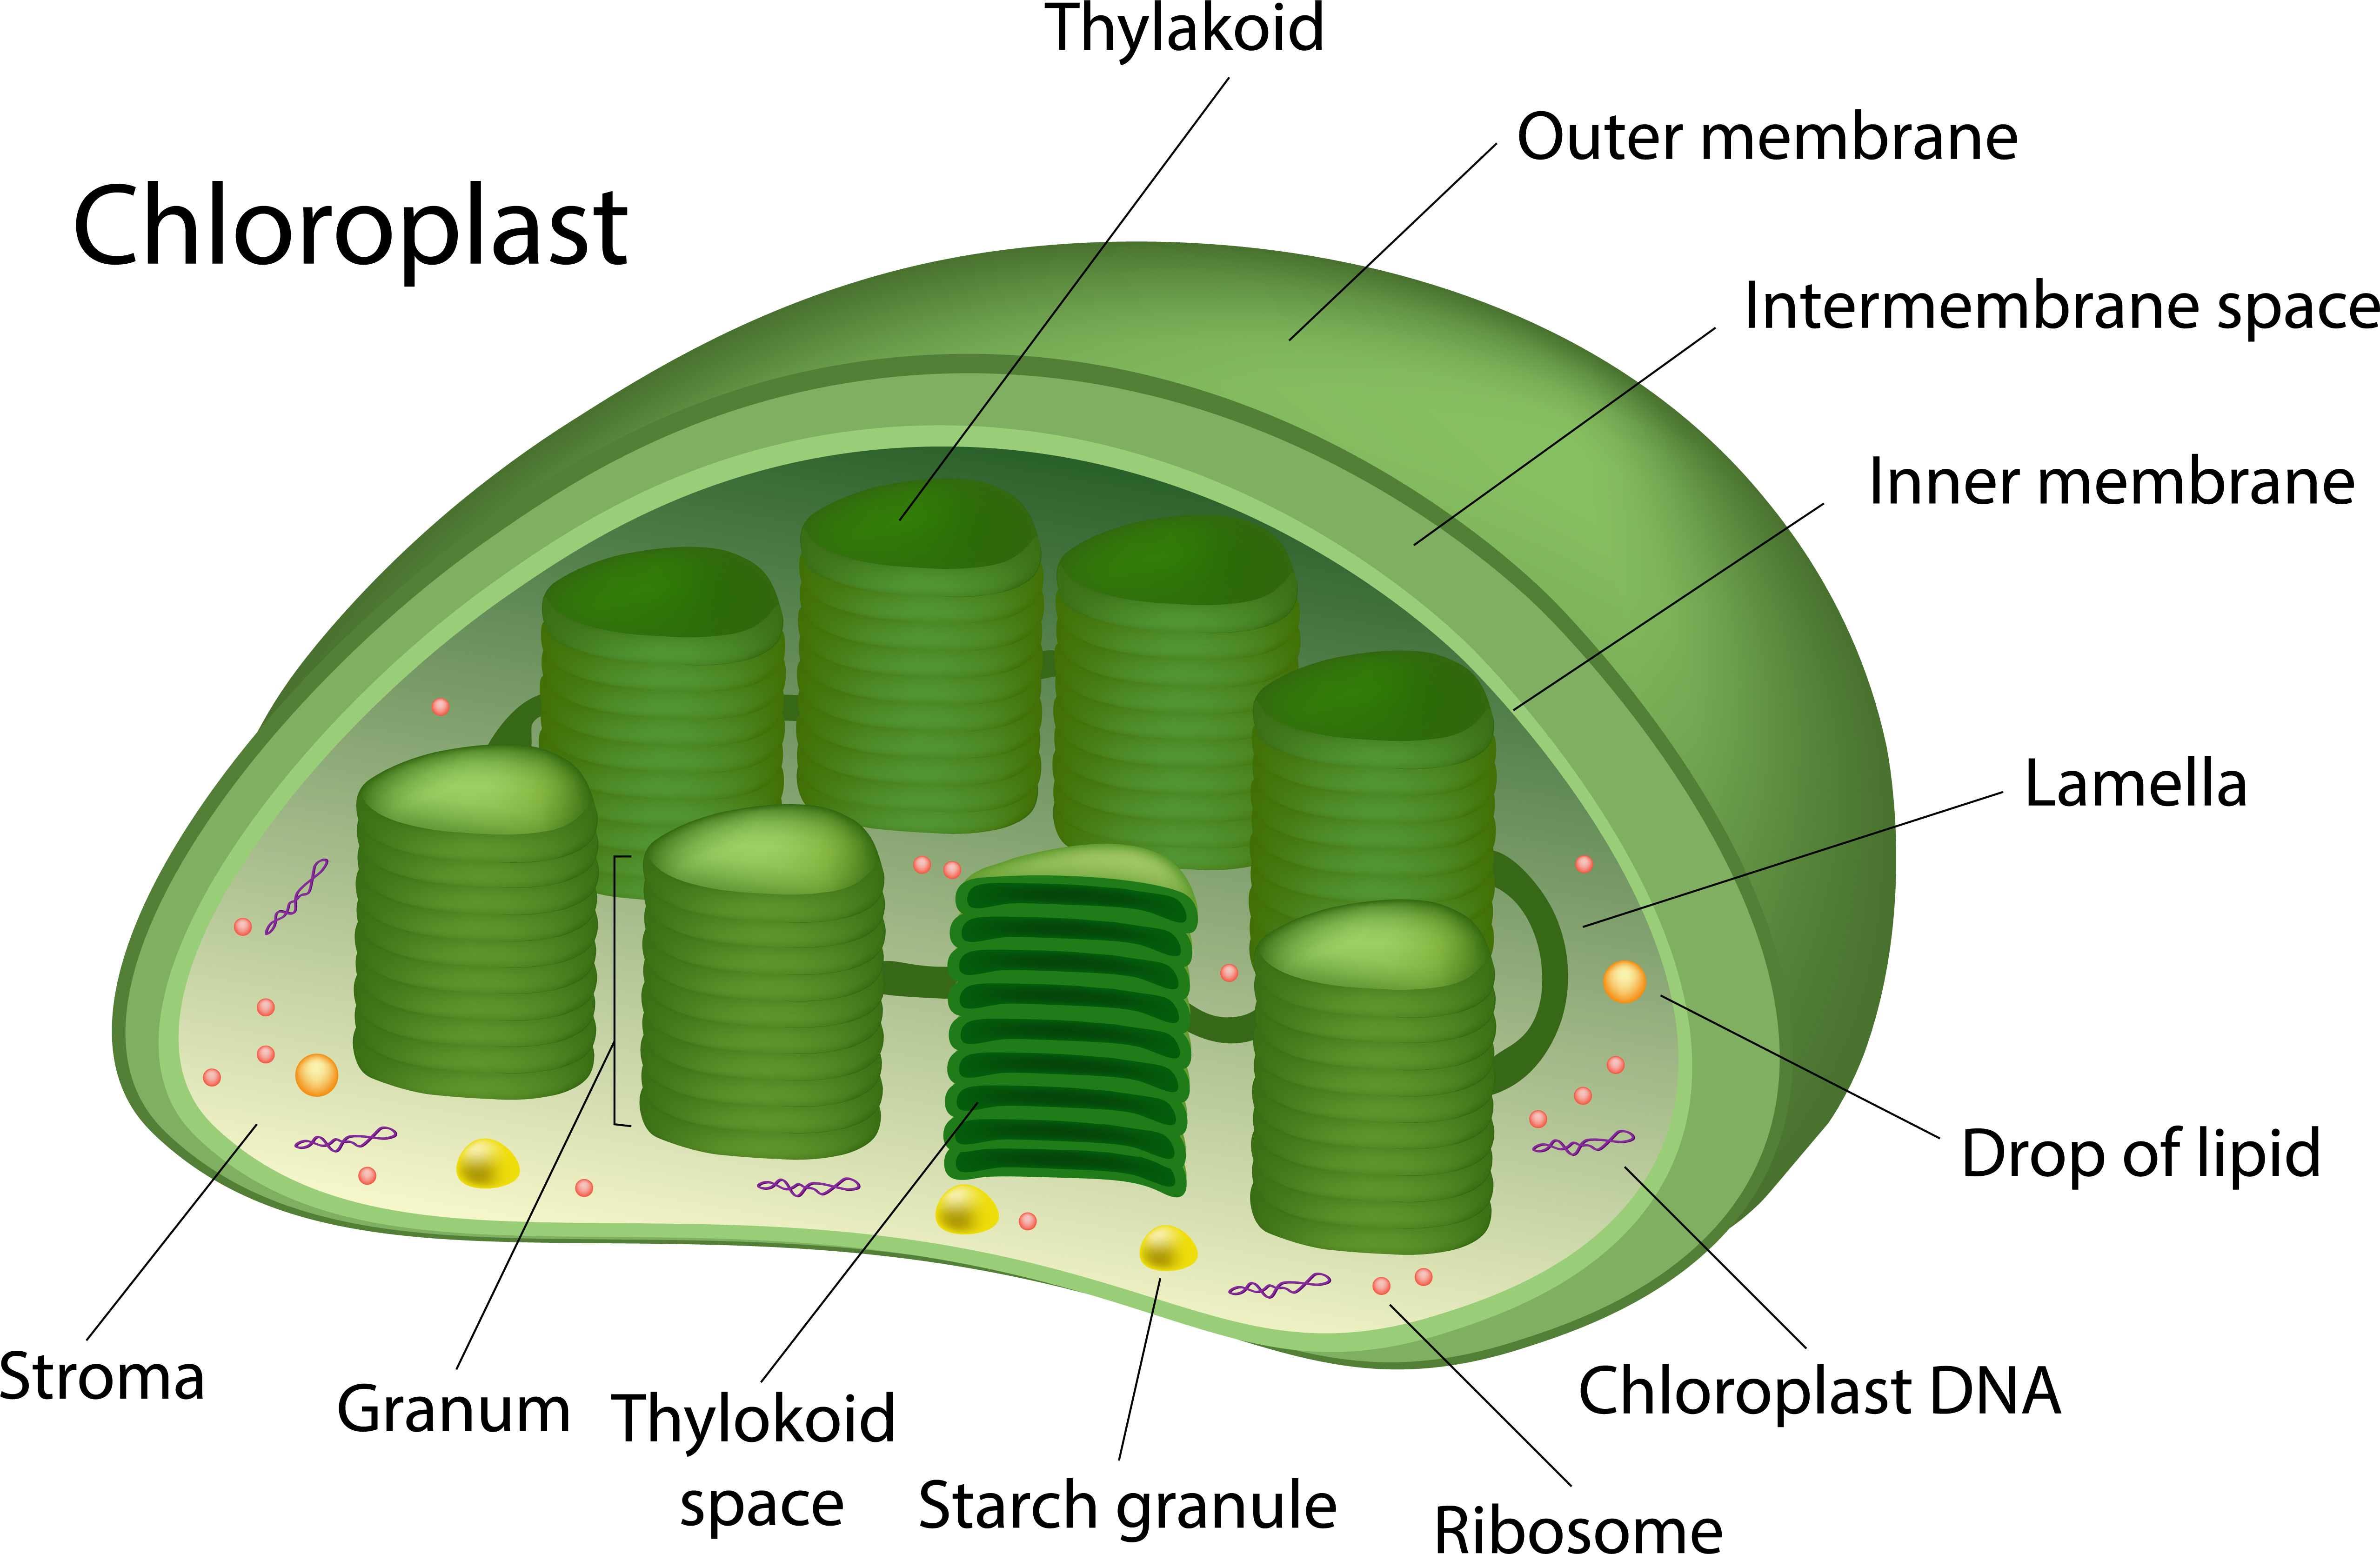 Thylakoid
Outer membrane
Chloroplast
Intermembrane space
Inner membrane
Lamella
Drop of lipid
Stroma
Granum
Thylokoid
space
Starch granule
Chloroplast DNA
Ribosome